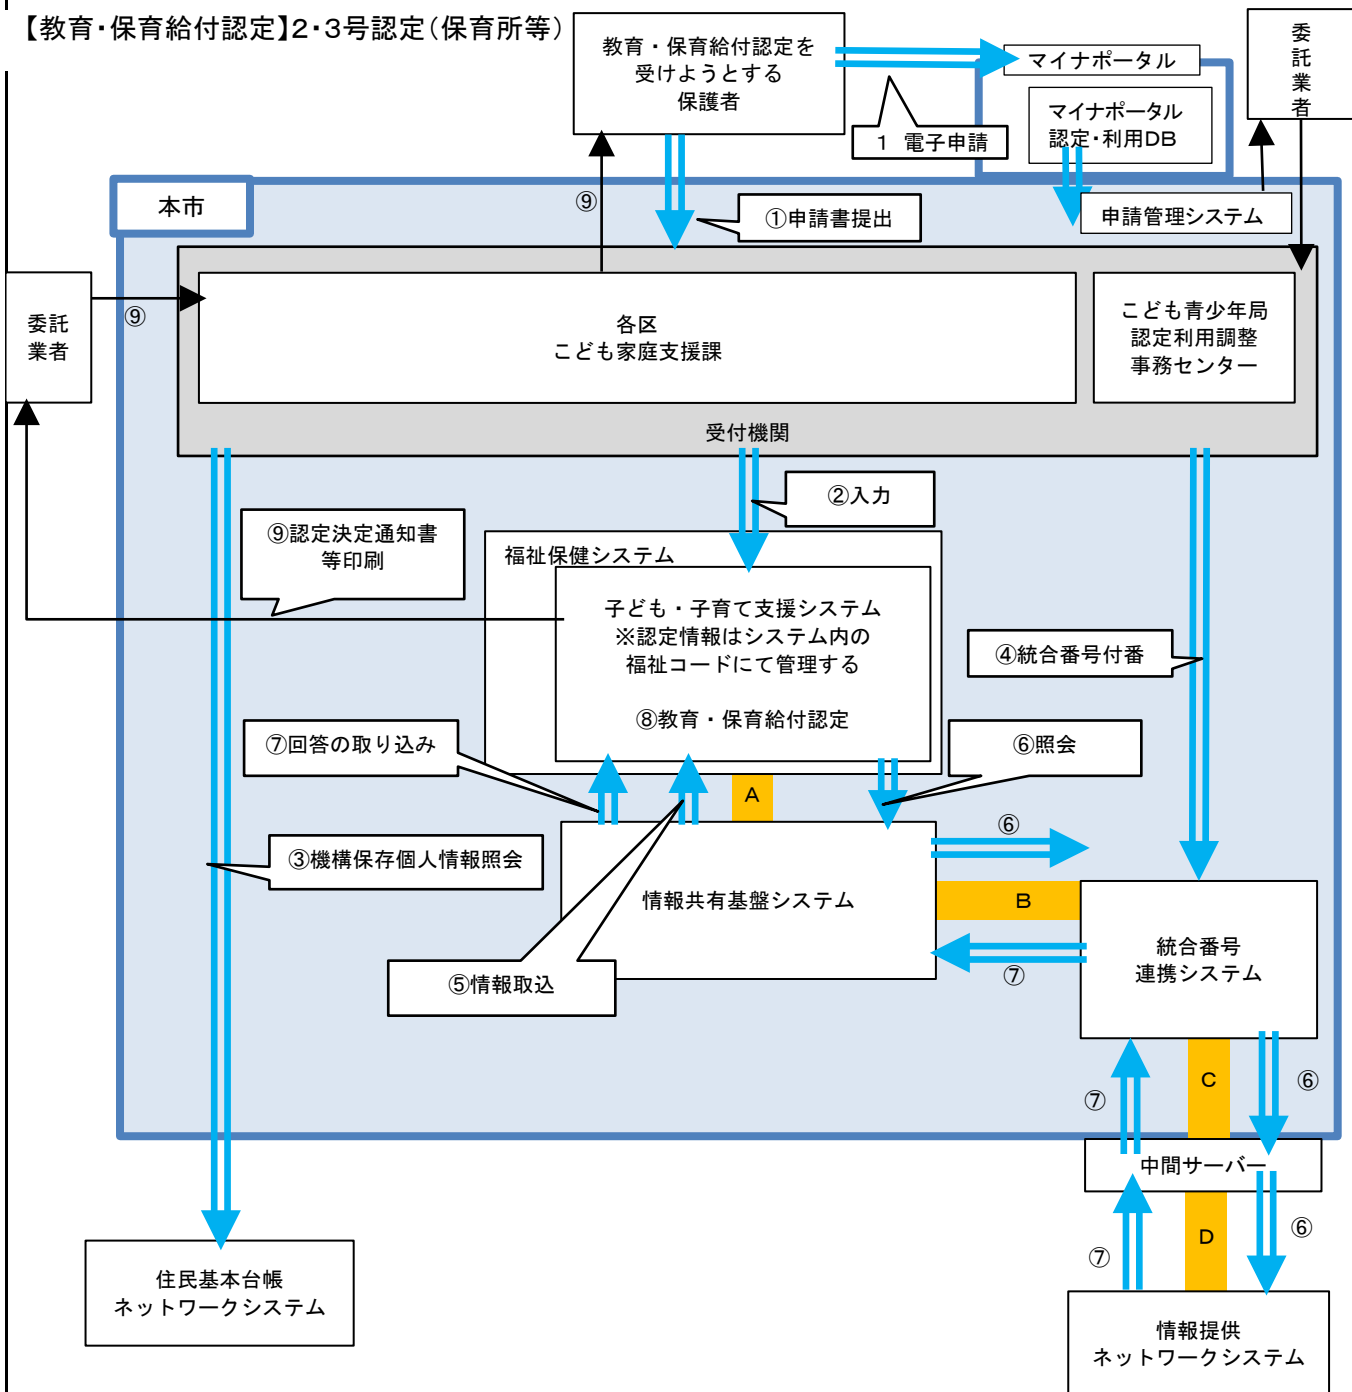 【教育・保育給付認定】2・3号認定(保育所等)
教育・保育給付認定を
受けようとする
保護者
マイナポータル
マイナポータル
認定・利用DB
委
託
業
者
1 電子申請
本市
⑨
①申請書提出
申請管理システム
委託
業者
⑨
各区
こども家庭支援課
こども青少年局
認定利用調整
事務センター
受付機関
②入力
⑨認定決定通知書
等印刷
福祉保健システム
子ども・子育て支援システム
※認定情報はシステム内の
福祉コードにて管理する
⑧教育・保育給付認定
④統合番号付番
⑦回答の取り込み
⑥照会
A
⑥
③機構保存個人情報照会
情報共有基盤システム
B
統合番号
連携システム
⑤情報取込
⑦
C
⑥
⑦
中間サーバー
D
⑥
⑦
住民基本台帳
ネットワークシステム
情報提供
ネットワークシステム